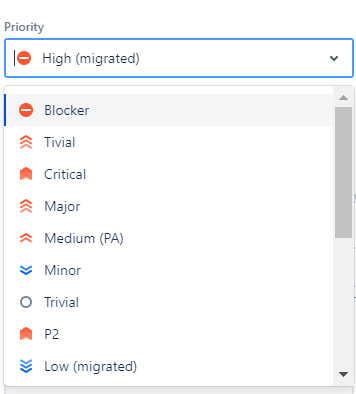 Priority
High (migrated)
Blocker
Tivial
Critical
Major
Medium (PA)
Minor
Trivial
P2
Low (migrated)